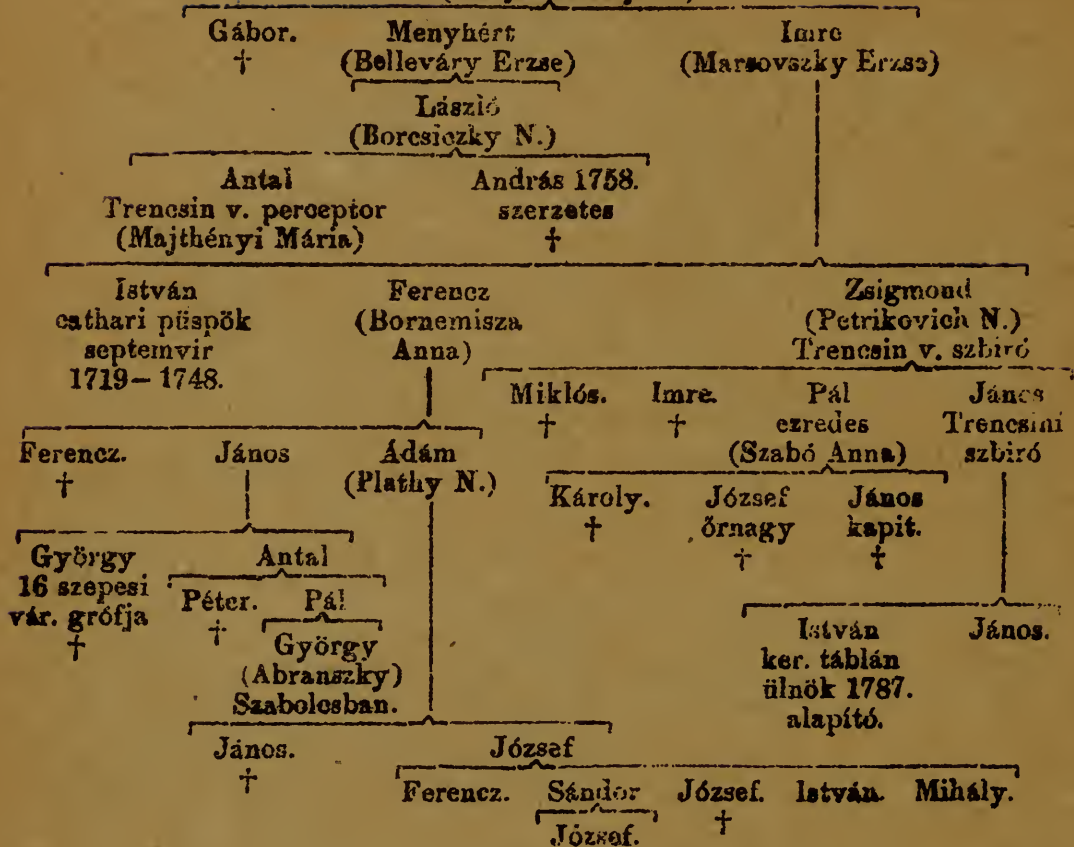 Gábor. Menyhért Imre
† (Belleváry Erzse) (Marsovszky Erzse)
László
(Borcsiczky N.)
Antal András 1758.
Trencsin v. perceptor szerzetes
(Majthényi Mária) †
István Ferencz Zsigmond
cathari püspök (Bornemisza (Petrikovich N.)
septemvir Anna) Trencsin v. szbiró
1719–1748.
Miklós. Imre. Pál János
† † ezredes Trencsini
Ferencz. János Ádám (Szabó Anna) szbiró
† (Plathy N.)
Károly. József János
† őrnagy kapit.
† †
György Antal
16 szepesi Péter. Pál
vár. grófja †
† György
(Abranszky)
Szabolcsban.
István János.
ker. táblán
ülnök 1787.
alapító.
János. József
†
Ferencz. Sándor József. István. Mihály.
†
József.